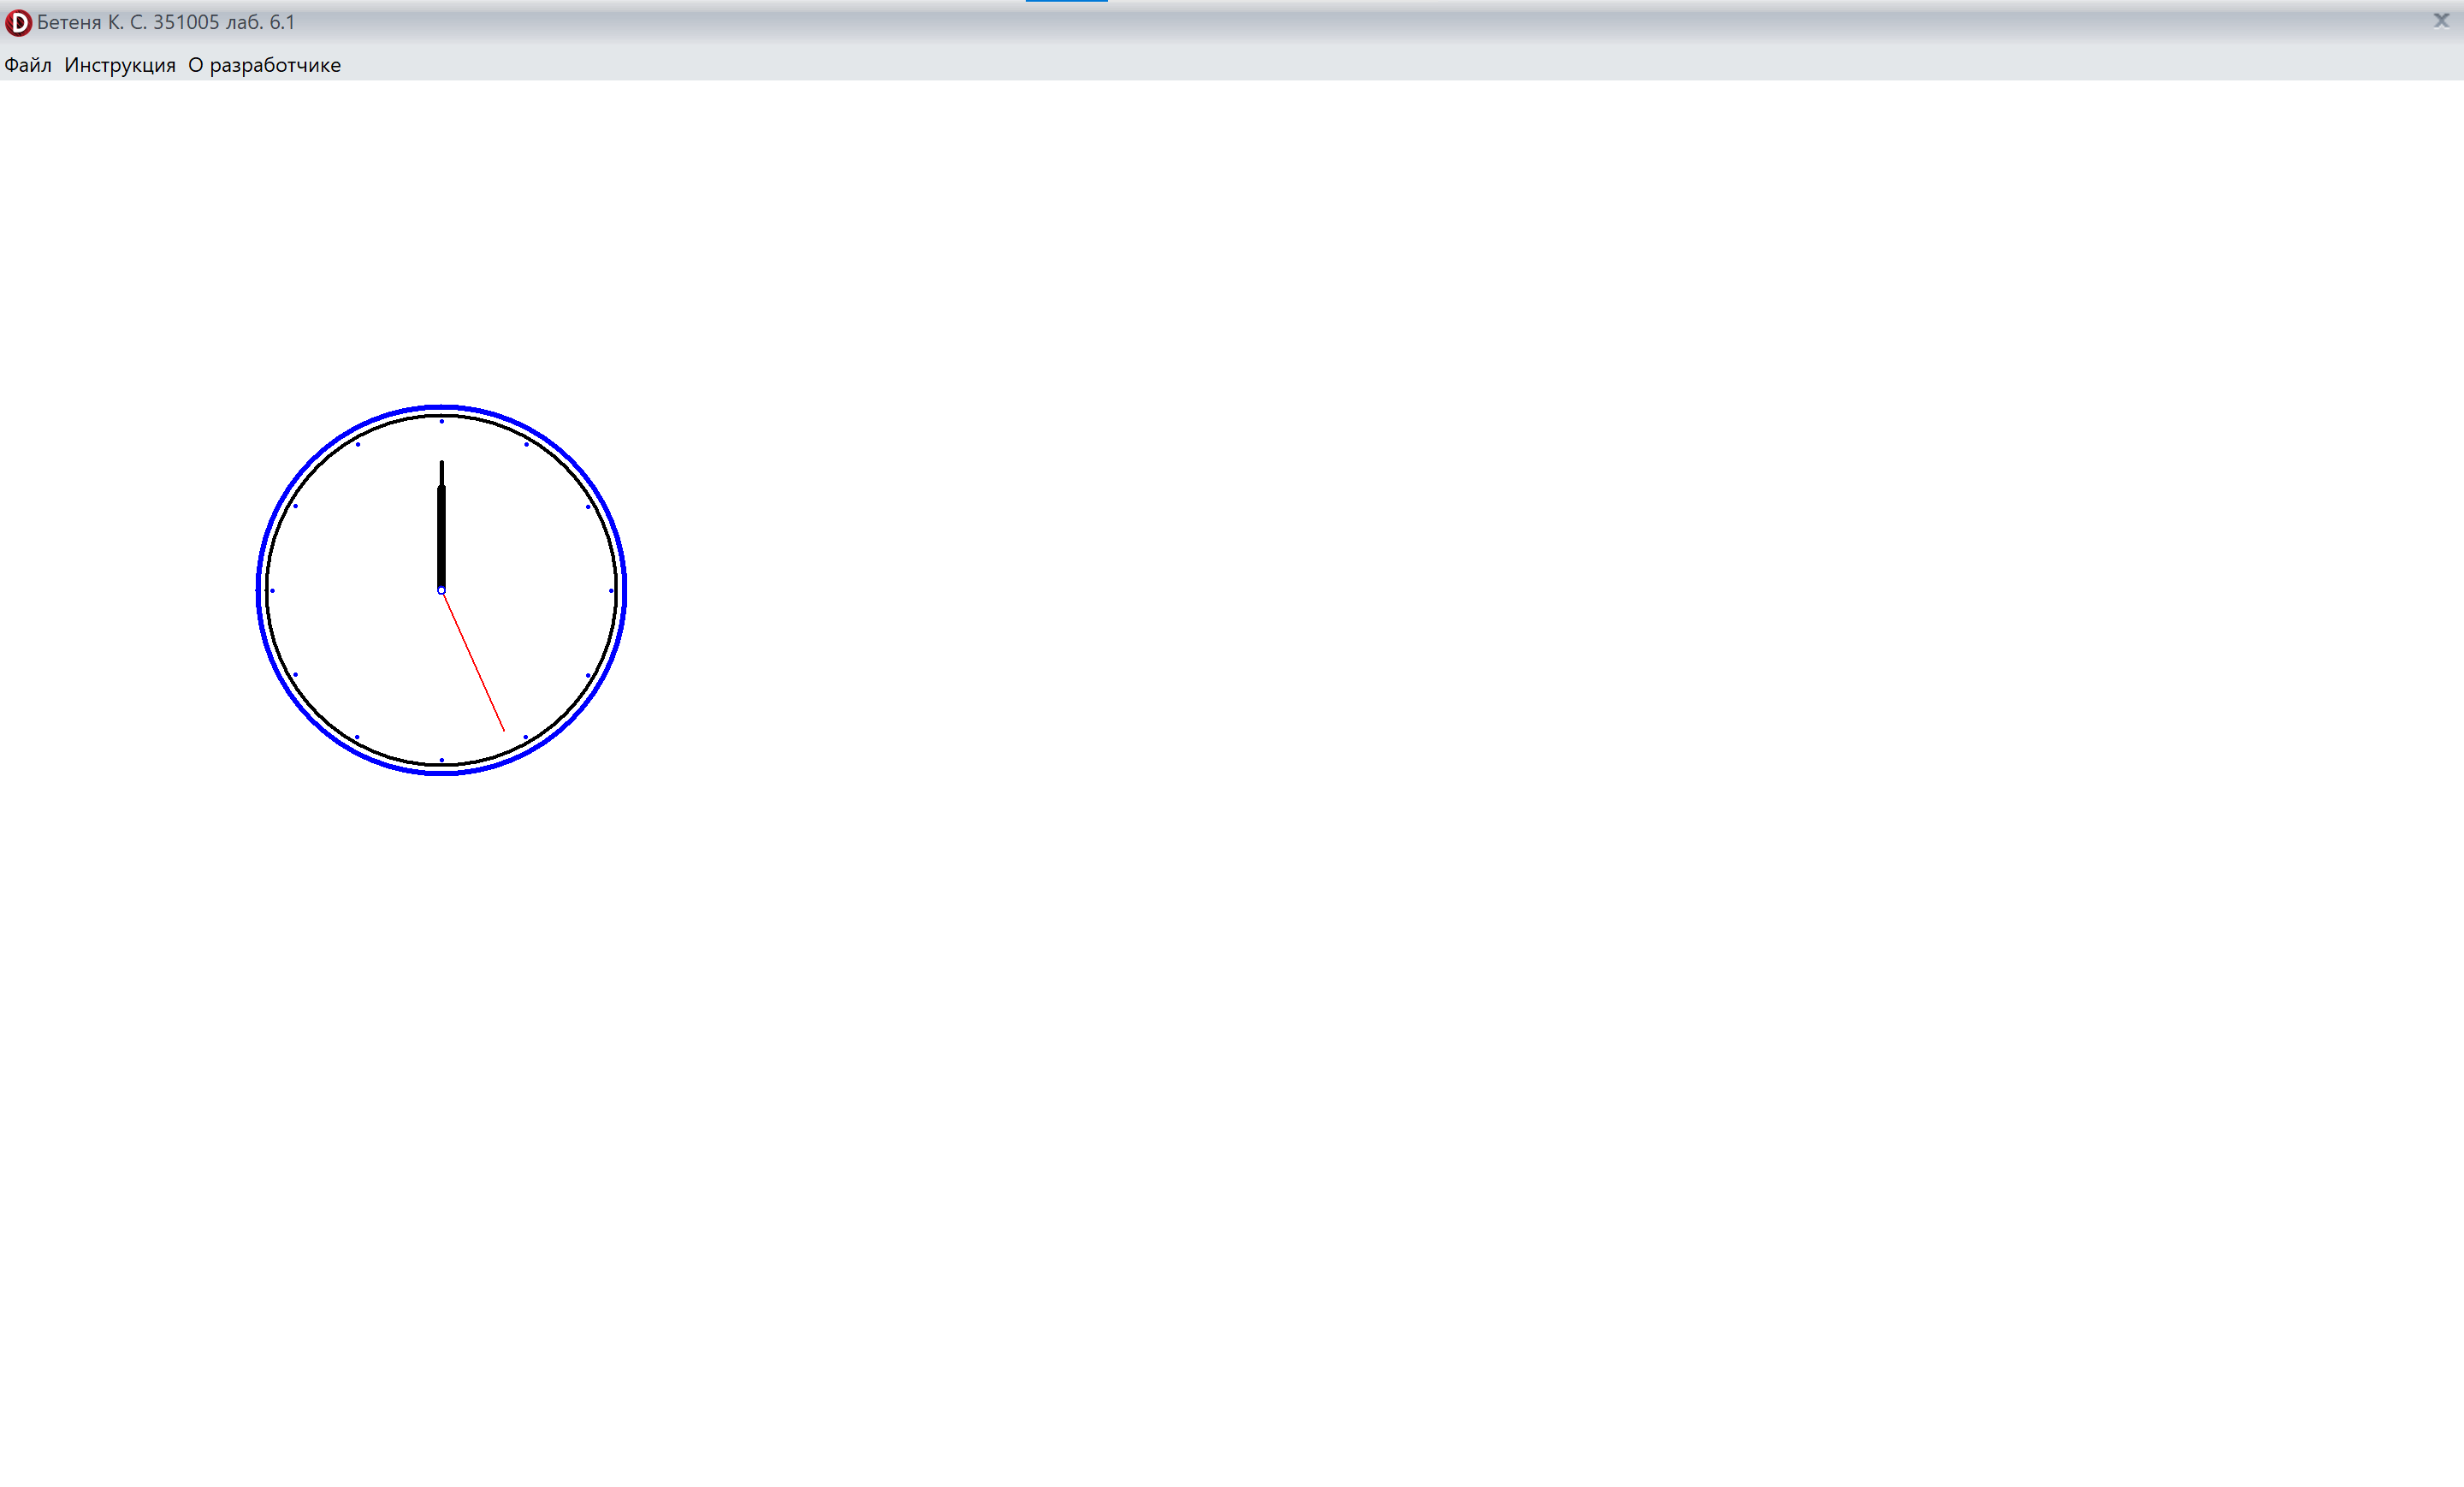 Бетеня К. С. 351005 лаб. 6.1
Файл Инструкция О разработчике